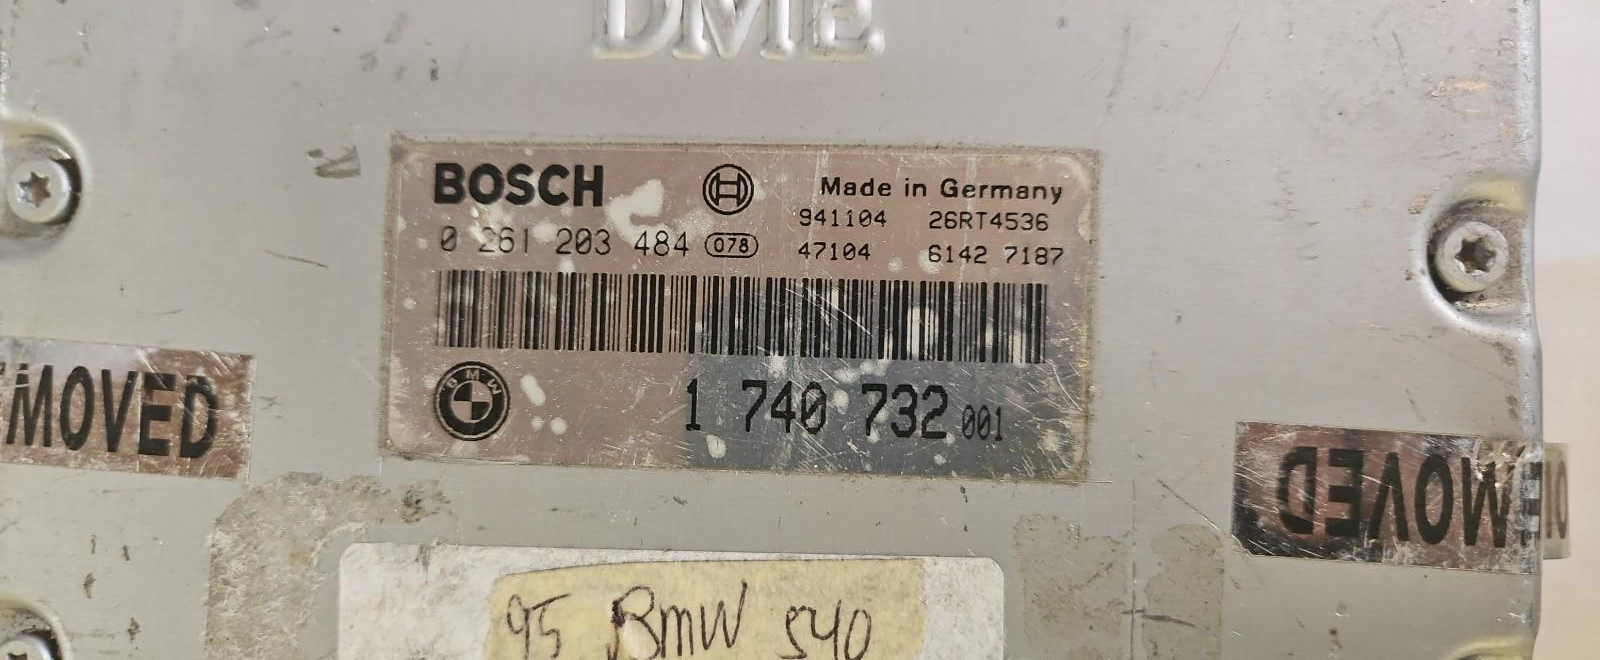 DME
BOSCH
Made in Germany
941104 26RT4536
0 261 203 484 078
47104 6142 7187
BMW
1 740 732 001
MOVED
MOVED
95 BMW 540